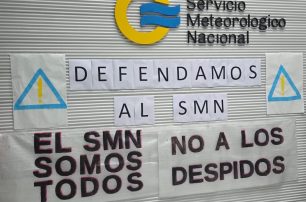 Servicio
Meteorológico
Nacional
DEFENDAMOS
AL SMN
EL SMN
SOMOS
TODOS
NO A LOS
DESPIDOS